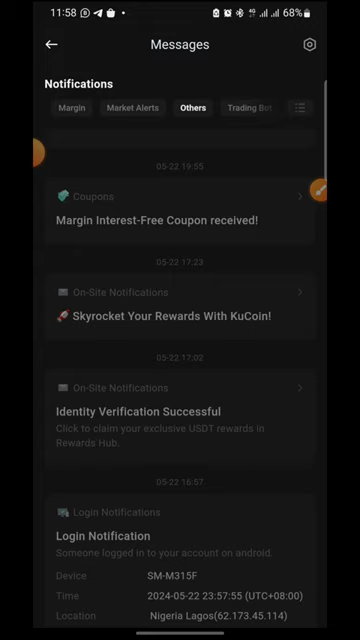 11:58
68%
Messages
Notifications
Margin
Market Alerts
Others
Trading Bot
05-22 19:55
Coupons
Margin Interest-Free Coupon received!
05-22 17:23
On-Site Notifications
🚀 Skyrocket Your Rewards With KuCoin!
05-22 17:02
On-Site Notifications
Identity Verification Successful
Click to claim your exclusive USDT rewards in
Rewards Hub.
05-22 16:57
Login Notifications
Login Notification
Someone logged in to your account on android.
Device SM-M315F
Time 2024-05-22 23:57:55 (UTC+08:00)
Location Nigeria Lagos(62.173.45.114)